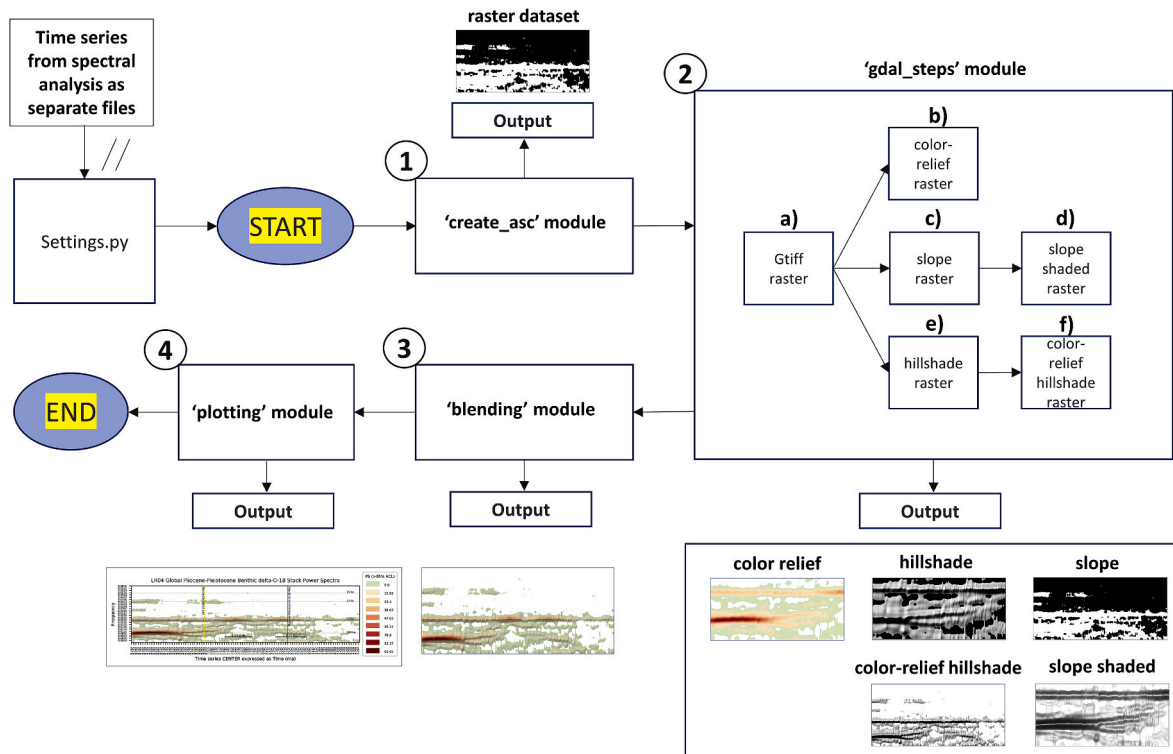 Time series
from spectral
analysis as
separate files
raster dataset
Output
Settings.py
START
1
'create_asc' module
2
'gdal_steps' module
a)
Gtiff
raster
b)
color-
relief
raster
c)
slope
raster
d)
slope
shaded
raster
e)
hillshade
raster
f)
color-
relief
hillshade
raster
3
'blending' module
4
'plotting' module
END
Output
Output
Output
LR04 Global Pliocene-Pleistocene Benthic delta-O-18 Stack Power Spectra
Frequency
Time series CENTER expressed as Time (ma)
color relief
hillshade
slope
color-relief hillshade
slope shaded